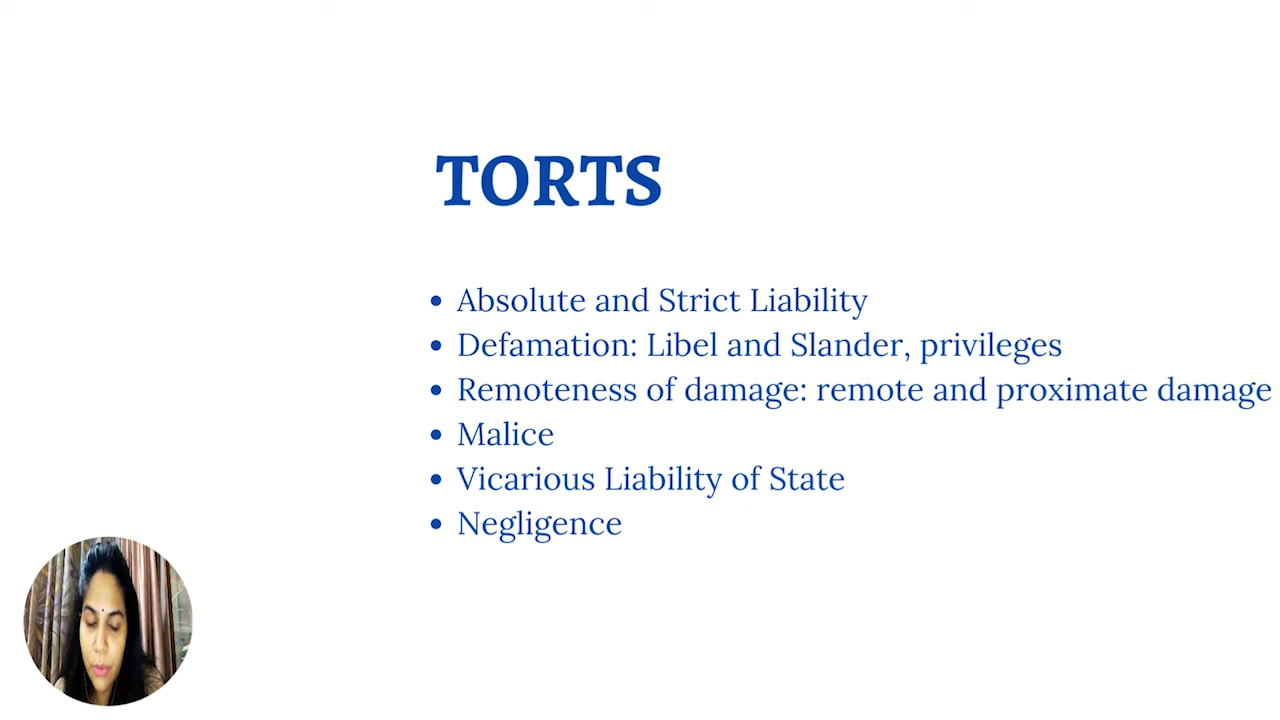 TORTS
• Absolute and Strict Liability
• Defamation: Libel and Slander, privileges
• Remoteness of damage: remote and proximate damage
• Malice
• Vicarious Liability of State
• Negligence